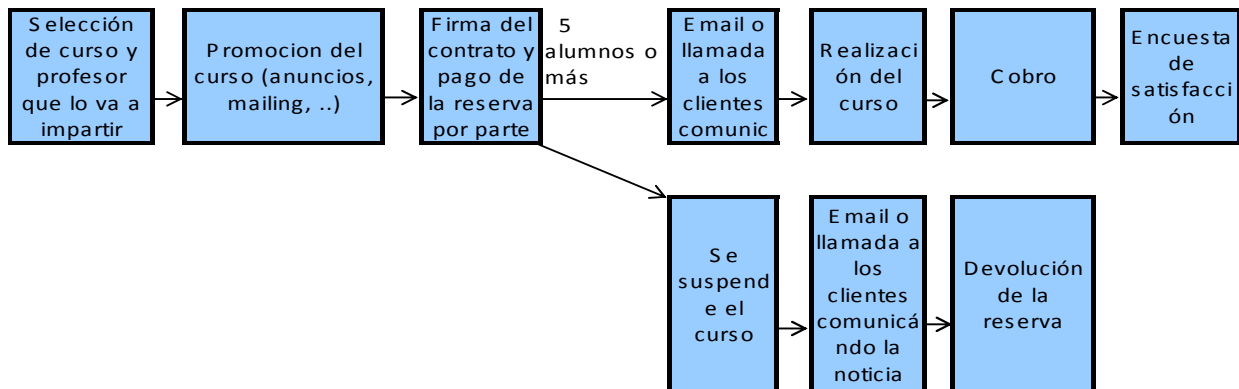 Selección
de curso y
profesor
que lo va a
impartir
Promocion del
curso (anuncios,
mailing, ..)
Firma del
contrato y
pago de
la reserva
por parte
5
alumnos o
más
Email o
llamada
a los
clientes
comunic
Realizaci
ón del
curso
Cobro
Encuesta
de
satisfacci
ón
Se
suspend
e el
curso
Email o
llamada a
los
clientes
comunicá
ndo la
noticia
Devolución
de la
reserva